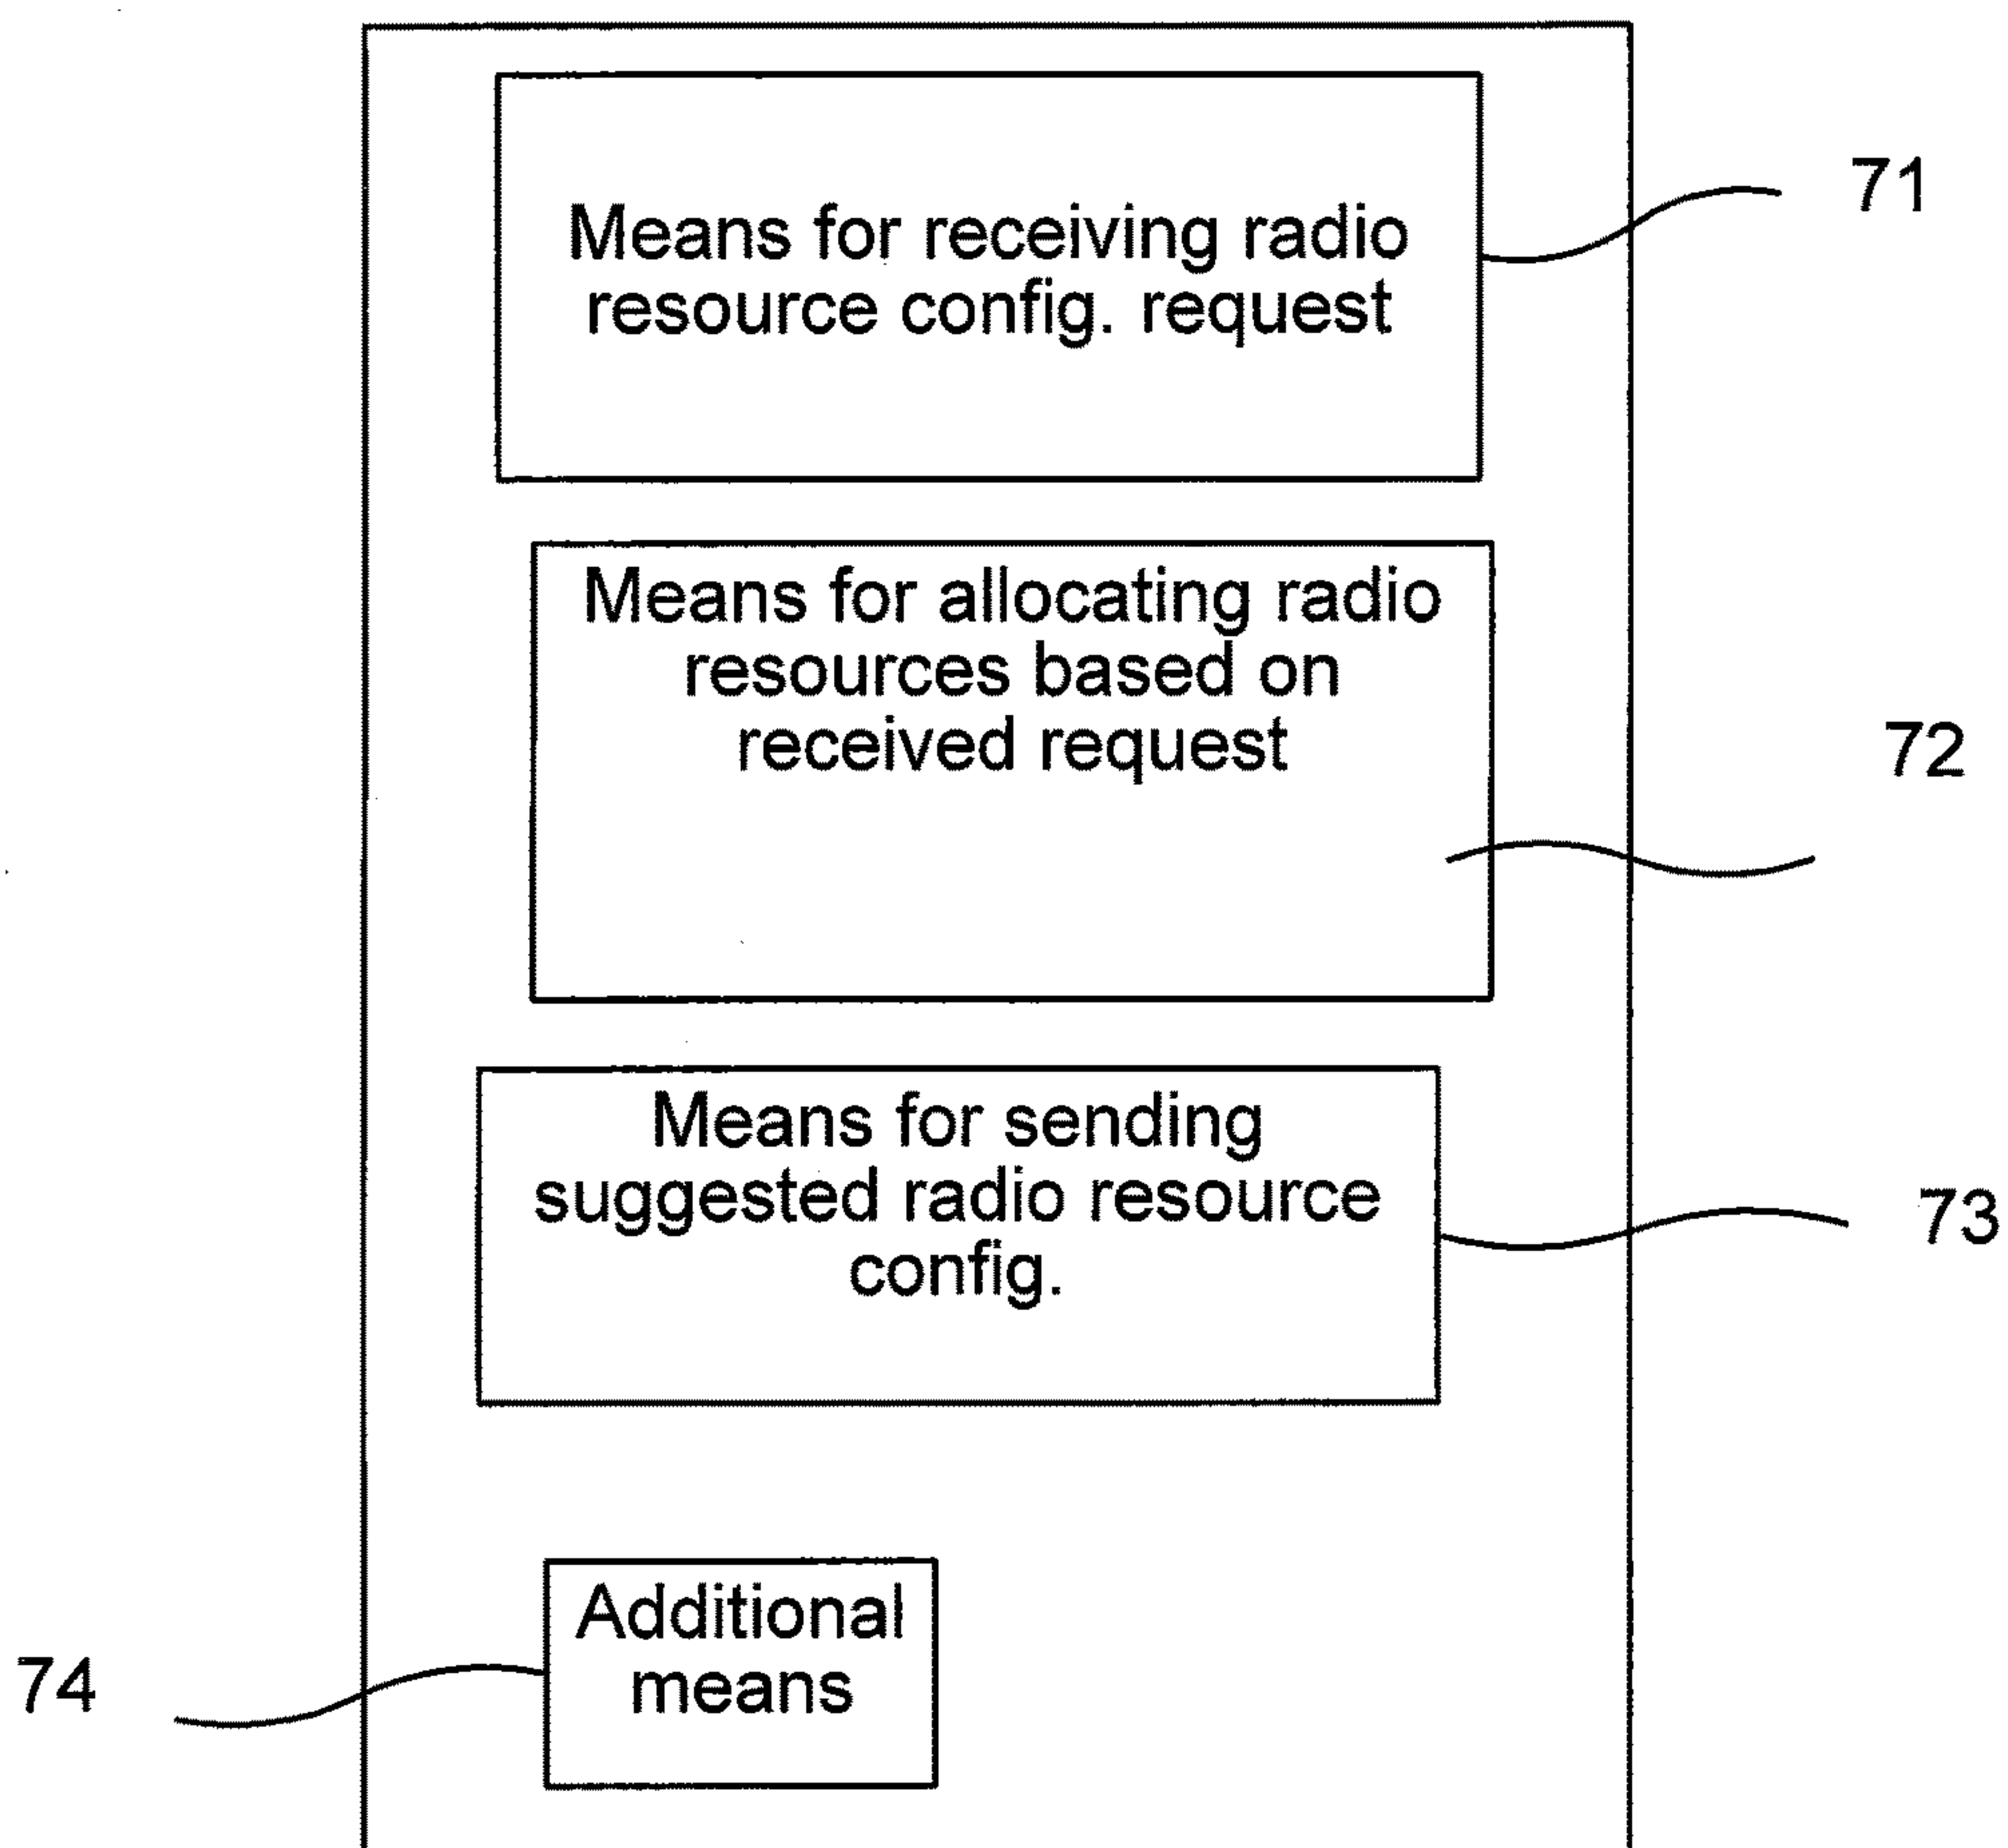 Means for receiving radio
resource config. request
71
Means for allocating radio
resources based on
received request
72
Means for sending
suggested radio resource
config.
73
Additional
means
74